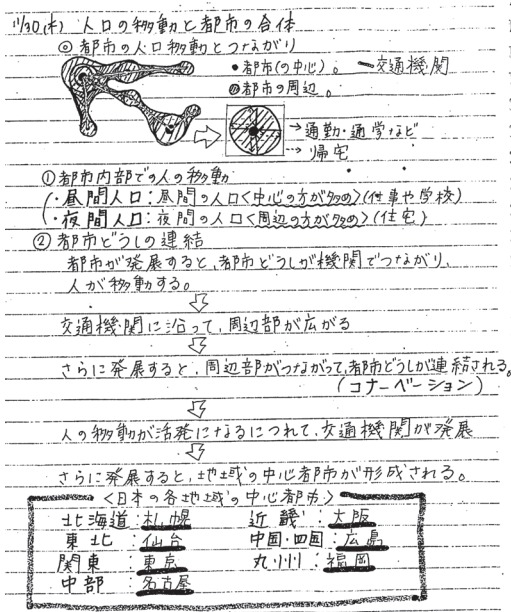 11/30(木) 人口の移動と都市の合体
◎都市の人口移動とつながり
・都市(の中心)。 交通機関
◎都市の周辺。
→通勤・通学など
→帰宅
①都市内部での人の移動
・昼間人口:昼間の人口<中心の方が多め>(仕事や学校)
・夜間人口:夜間の人口<周辺の方が多め>(住宅)
②都市どうしの連結
都市が発展すると、都市どうしが機関でつながり、
人が移動する。
交通機関に沿って、周辺部が広がる
さらに発展すると、周辺部がつながって、都市どうしが連結される。
(コナーベーション)
人の移動が活発になるにつれて、交通機関が発展
さらに発展すると、地域の中心都市が形成される。
<日本の各地域の中心都市>
北海道:札幌 近畿:大阪
東北:仙台 中国・四国:広島
関東:東京 九州:福岡
中部:名古屋